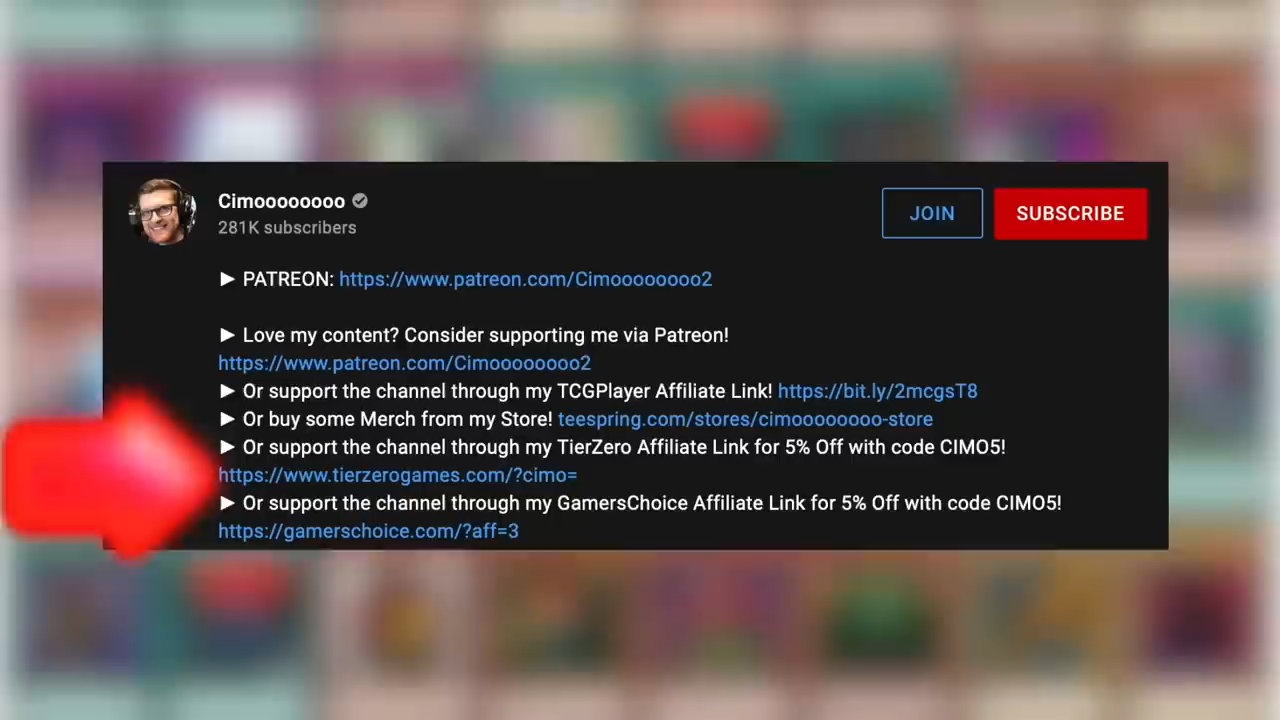 Cimoooooooo
281K subscribers
JOIN
SUBSCRIBE
► PATREON: https://www.patreon.com/Cimoooooooo2
► Love my content? Consider supporting me via Patreon!
https://www.patreon.com/Cimoooooooo2
► Or support the channel through my TCGPlayer Affiliate Link! https://bit.ly/2mcgsT8
► Or buy some Merch from my Store! teespring.com/stores/cimoooooooo-store
► Or support the channel through my TierZero Affiliate Link for 5% Off with code CIMO5!
https://www.tierzerogames.com/?cimo=
► Or support the channel through my GamersChoice Affiliate Link for 5% Off with code CIMO5!
https://gamerschoice.com/?aff=3